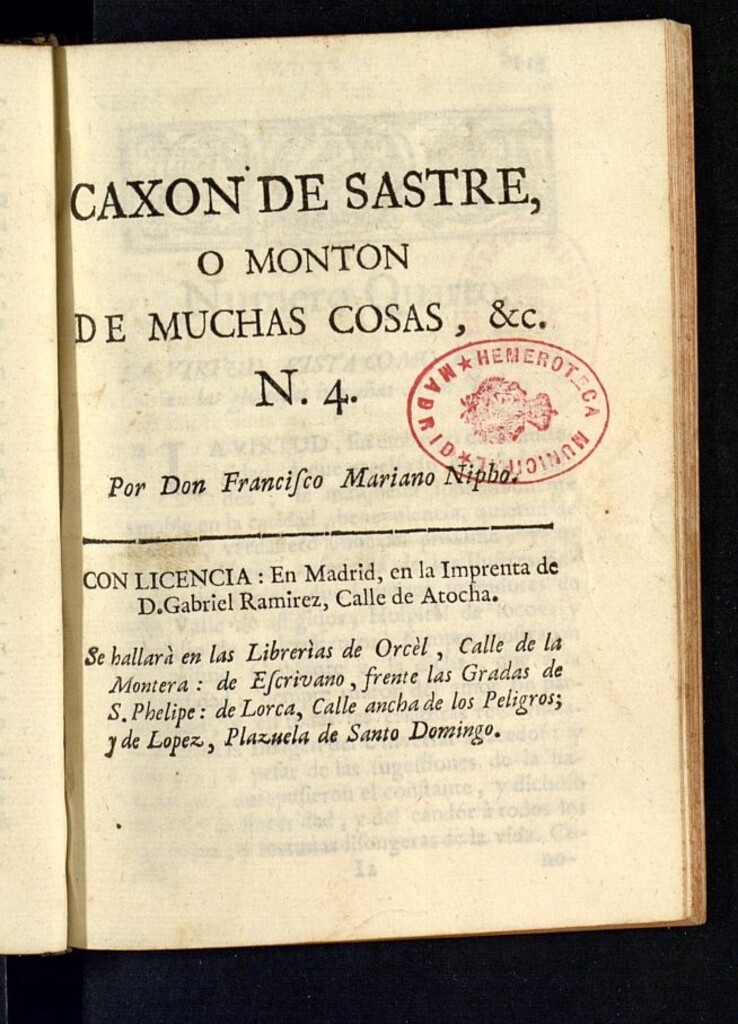 CAXON DE SASTRE,
O MONTON
DE MUCHAS COSAS, &c.
N. 4.
HEMEROTECA MUNICIPAL ★ MADRID ★
Por Don Franciſco Mariano Nipho.
CON LICENCIA : En Madrid, en la Imprenta de
D.Gabriel Ramirez, Calle de Atocha.
Se hallarà en las Librerìas de Orcèl, Calle de la
Montera : de Eſcrivano, frente las Gradas de
S. Phelipe : de Lorca, Calle ancha de los Peligros;
y de Lopez, Plazuela de Santo Domingo.